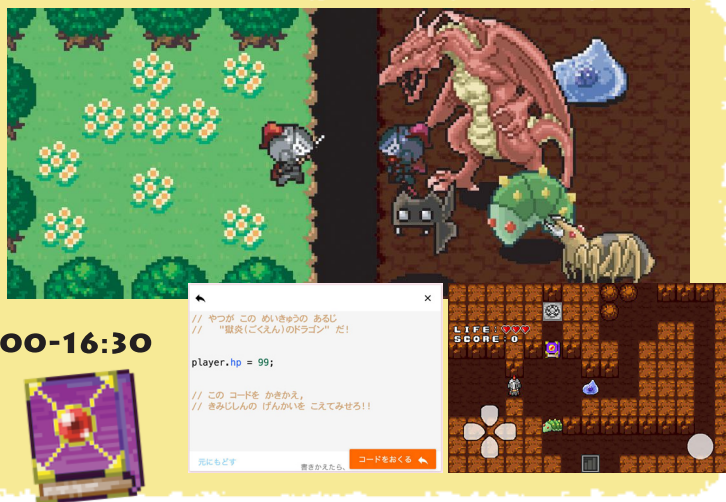 00-16:30
// やつが この めいきゅうの あるじ
//   "獄炎(ごくえん)のドラゴン" だ!
player.hp = 99;
// この コードを かきかえ,
// きみじしんの げんかいを こえてみせろ!!
元にもどす
書きかえたら、
コードをおくる
LIFE:
SCORE:0